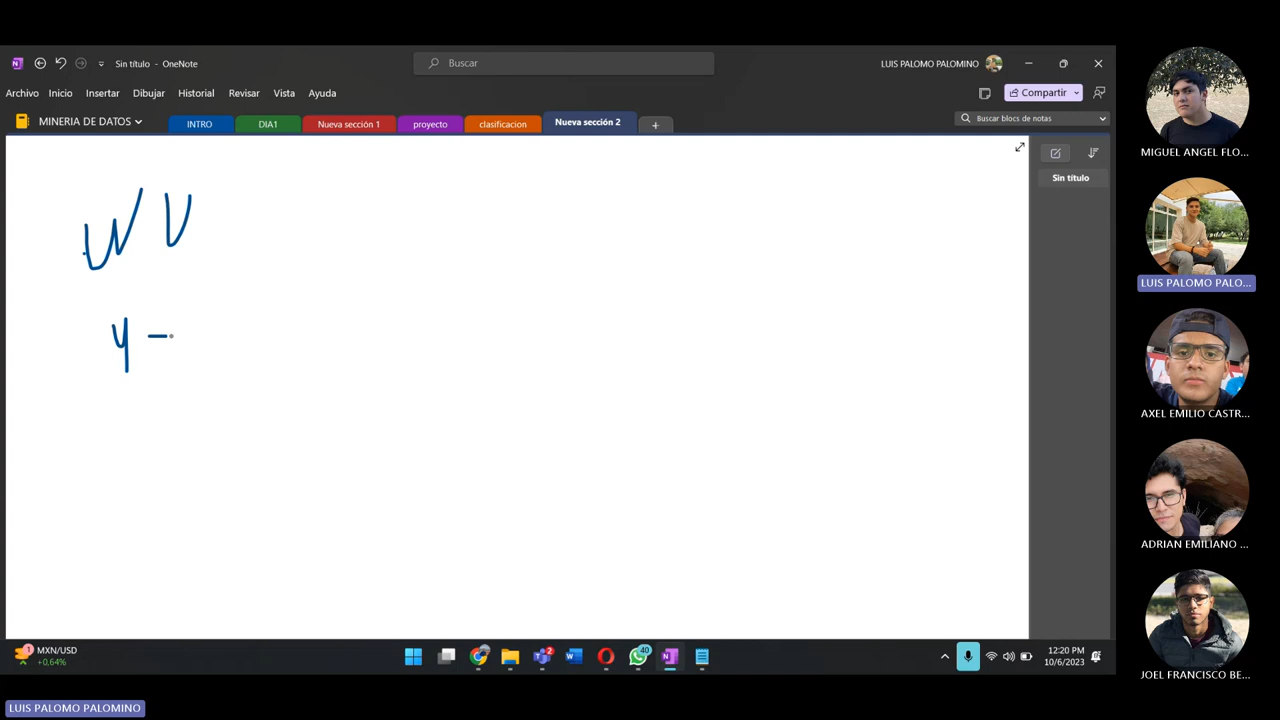 Sin título - OneNote
Buscar
LUIS PALOMO PALOMINO
Archivo Inicio Insertar Dibujar Historial Revisar Vista Ayuda
Compartir
MINERIA DE DATOS
INTRO DIA1 Nueva sección 1 proyecto clasificacion Nueva sección 2 +
Buscar blocs de notas
Sin título
W V
y -
MIGUEL ANGEL FLO...
LUIS PALOMO PALO...
AXEL EMILIO CASTR...
ADRIAN EMILIANO ...
JOEL FRANCISCO BE...
1
MXN/USD
+0.64%
2
40
12:20 PM
10/6/2023
LUIS PALOMO PALOMINO